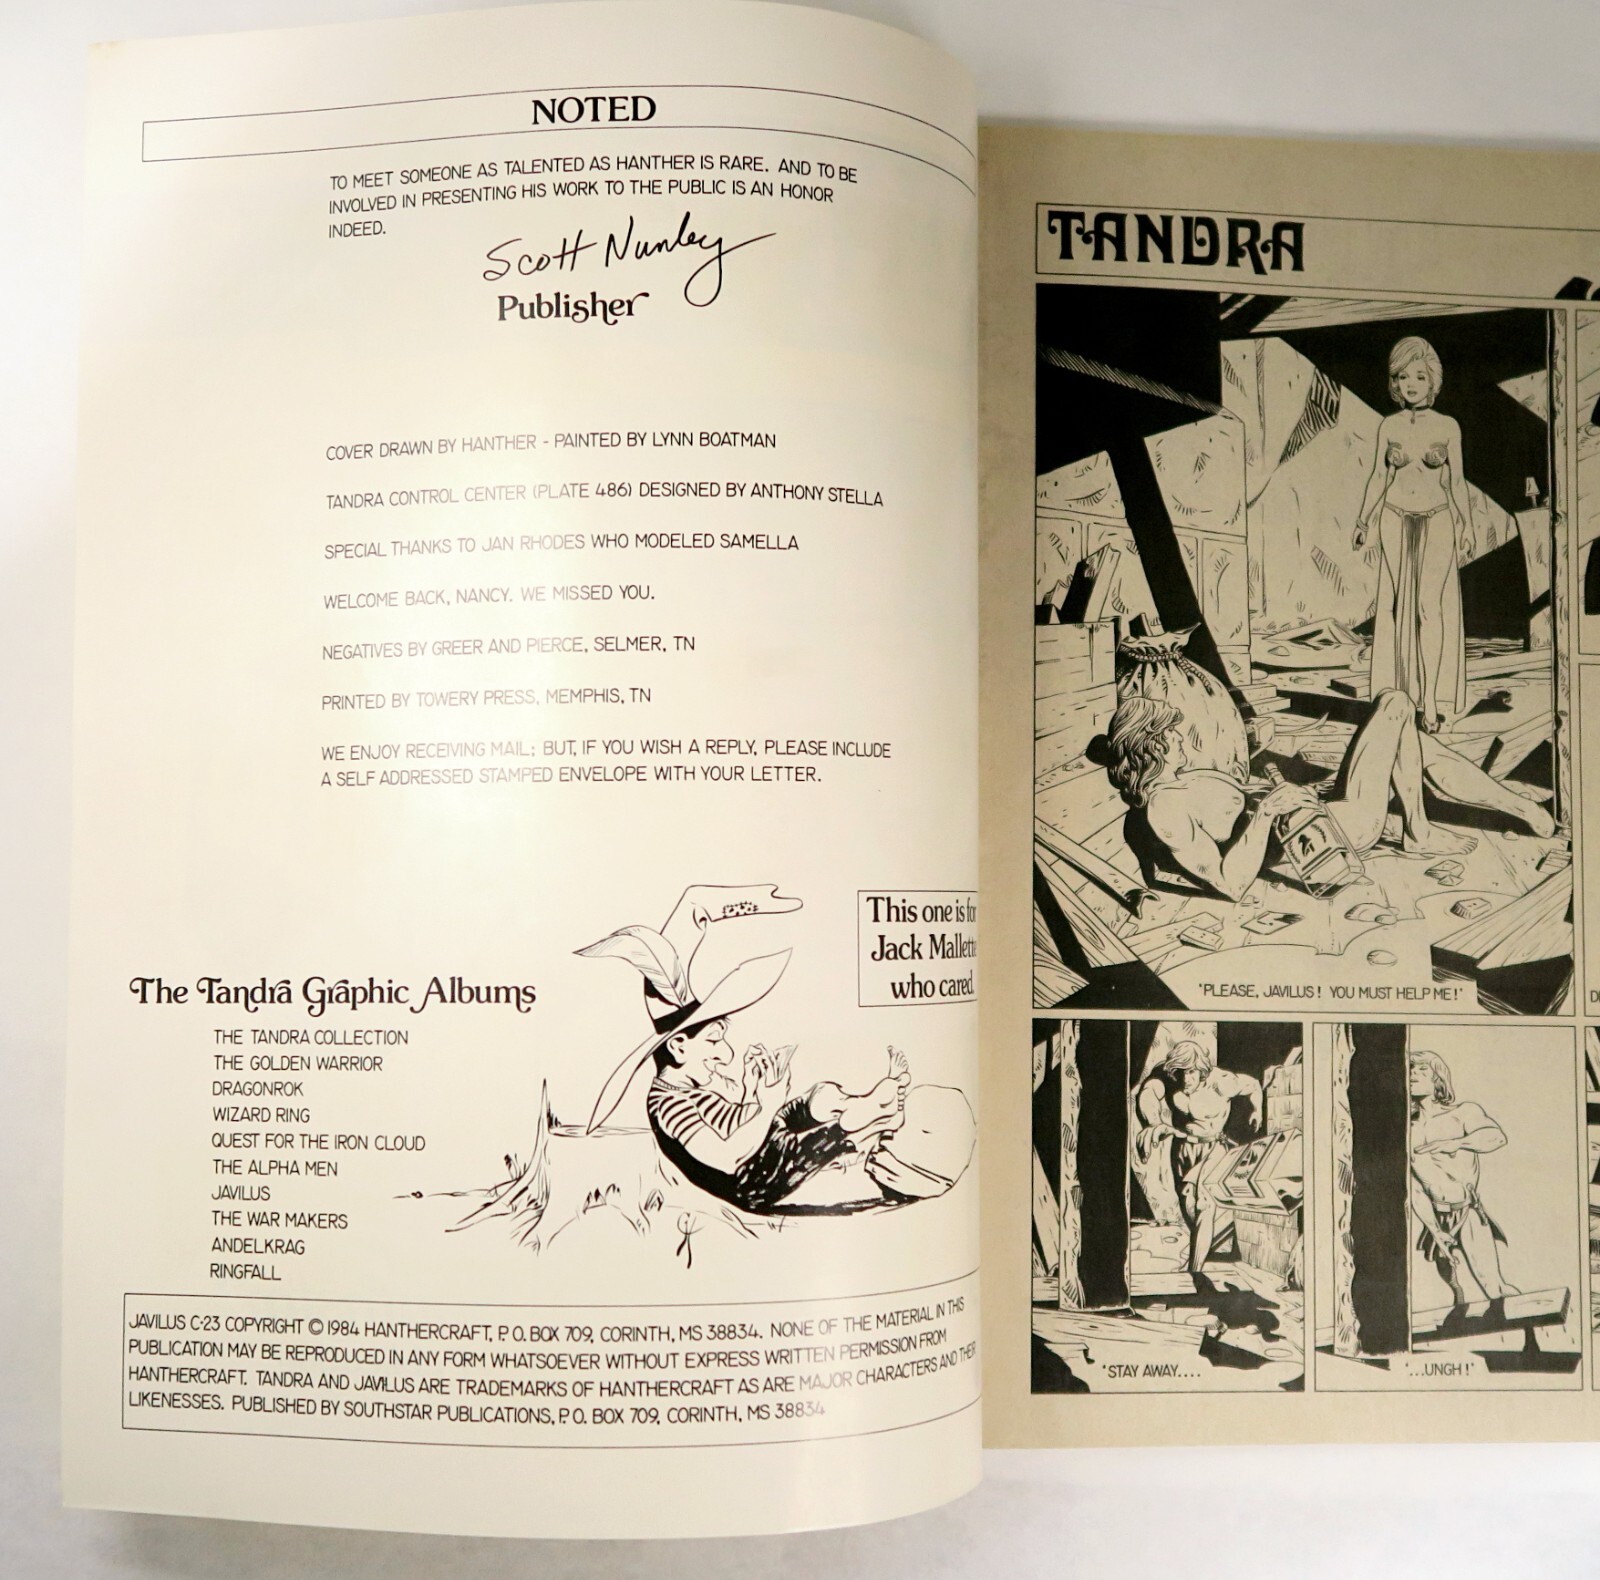 NOTED
TO MEET SOMEONE AS TALENTED AS HANTHER IS RARE. AND TO BE
INVOLVED IN PRESENTING HIS WORK TO THE PUBLIC IS AN HONOR
INDEED.
Scott Nunley
Publisher
COVER DRAWN BY HANTHER - PAINTED BY LYNN BOATMAN
TANDRA CONTROL CENTER (PLATE 486) DESIGNED BY ANTHONY STELLA
SPECIAL THANKS TO JAN RHODES WHO MODELED SAMELLA
WELCOME BACK, NANCY. WE MISSED YOU.
NEGATIVES BY GREER AND PIERCE, SELMER, TN
PRINTED BY TOWERY PRESS, MEMPHIS, TN
WE ENJOY RECEIVING MAIL; BUT, IF YOU WISH A REPLY, PLEASE INCLUDE
A SELF ADDRESSED STAMPED ENVELOPE WITH YOUR LETTER.
This one is for
Jack Mallett
who cared.
The Tandra Graphic Albums
THE TANDRA COLLECTION
THE GOLDEN WARRIOR
DRAGONROK
WIZARD RING
QUEST FOR THE IRON CLOUD
THE ALPHA MEN
JAVILUS
THE WAR MAKERS
ANDELKRAG
RINGFALL
JAVILUS C-23 COPYRIGHT © 1984 HANTHERCRAFT, P.O. BOX 709, CORINTH, MS 38834. NONE OF THE MATERIAL IN THIS
PUBLICATION MAY BE REPRODUCED IN ANY FORM WHATSOEVER WITHOUT EXPRESS WRITTEN PERMISSION FROM
HANTHERCRAFT. TANDRA AND JAVILUS ARE TRADEMARKS OF HANTHERCRAFT AS ARE MAJOR CHARACTERS AND THEIR
LIKENESSES. PUBLISHED BY SOUTHSTAR PUBLICATIONS, P.O. BOX 709, CORINTH, MS 38834
TANDRA
'PLEASE, JAVILUS! YOU MUST HELP ME!'
'STAY AWAY....
'...UNGH!'